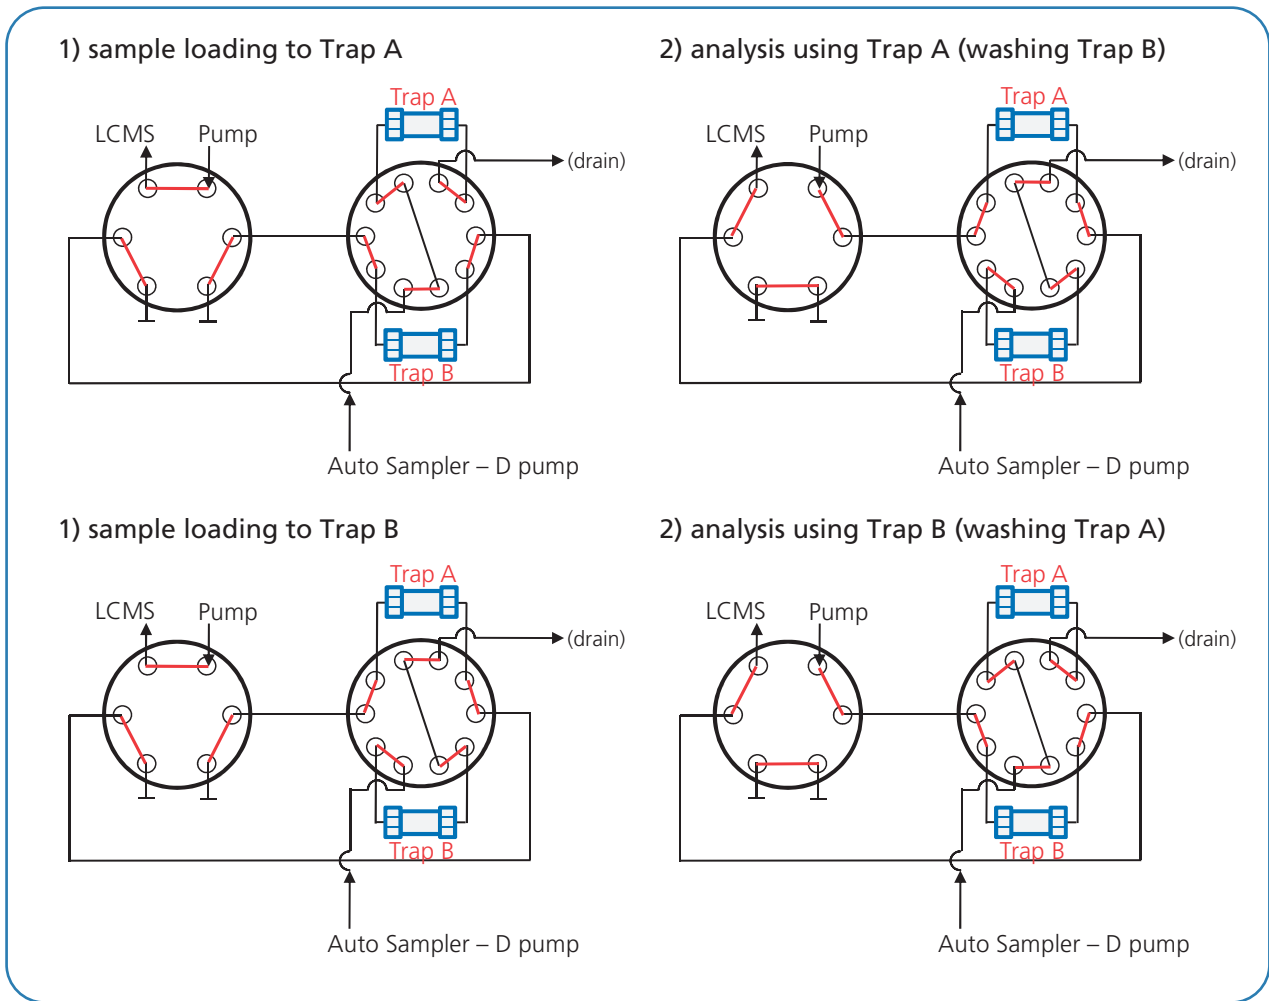 1) sample loading to Trap A
Trap A
LCMS
Pump
(drain)
Trap B
Auto Sampler – D pump
2) analysis using Trap A (washing Trap B)
Trap A
LCMS
Pump
(drain)
Trap B
Auto Sampler – D pump
1) sample loading to Trap B
Trap A
LCMS
Pump
(drain)
Trap B
Auto Sampler – D pump
2) analysis using Trap B (washing Trap A)
Trap A
LCMS
Pump
(drain)
Trap B
Auto Sampler – D pump